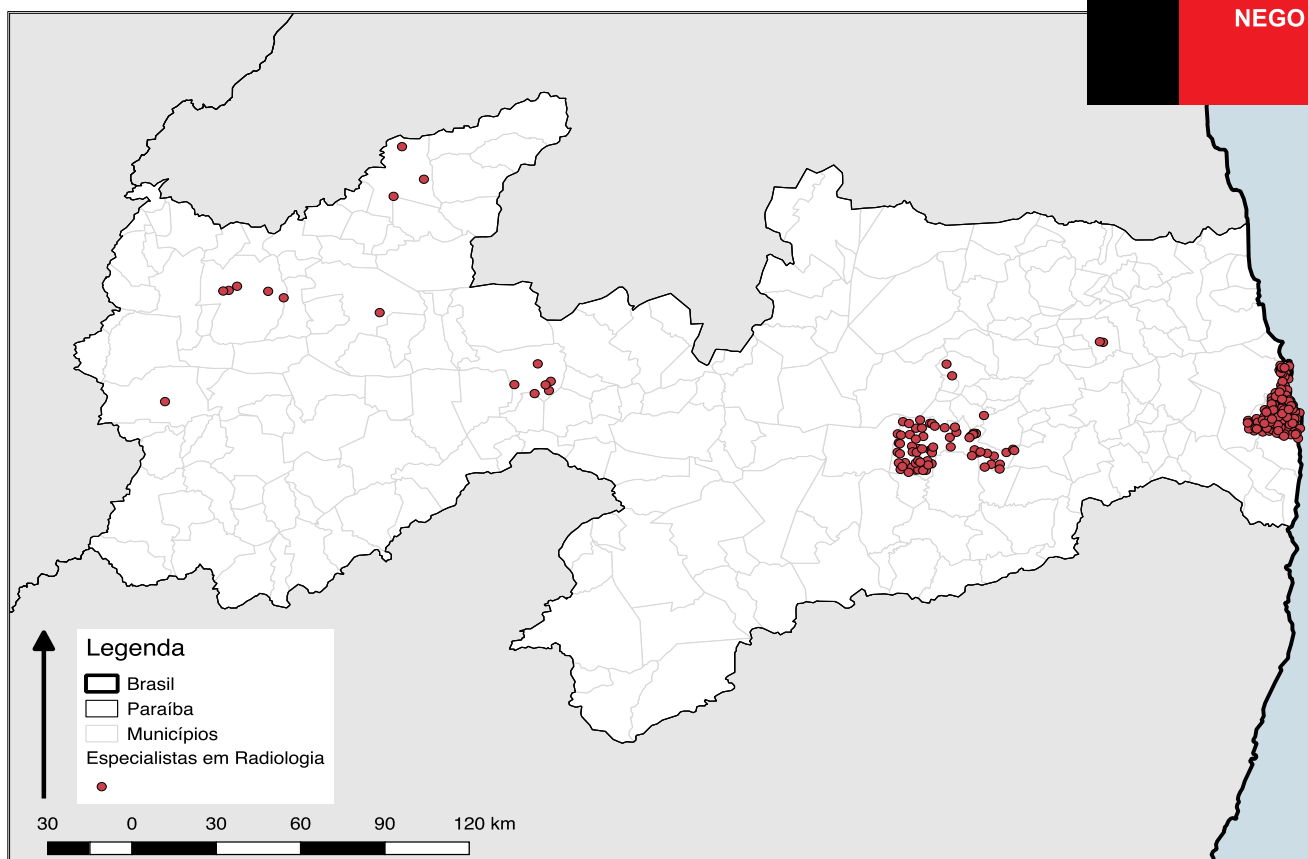 NEGO
Legenda
Brasil
Paraíba
Municípios
Especialistas em Radiologia
30 0 30 60 90 120 km